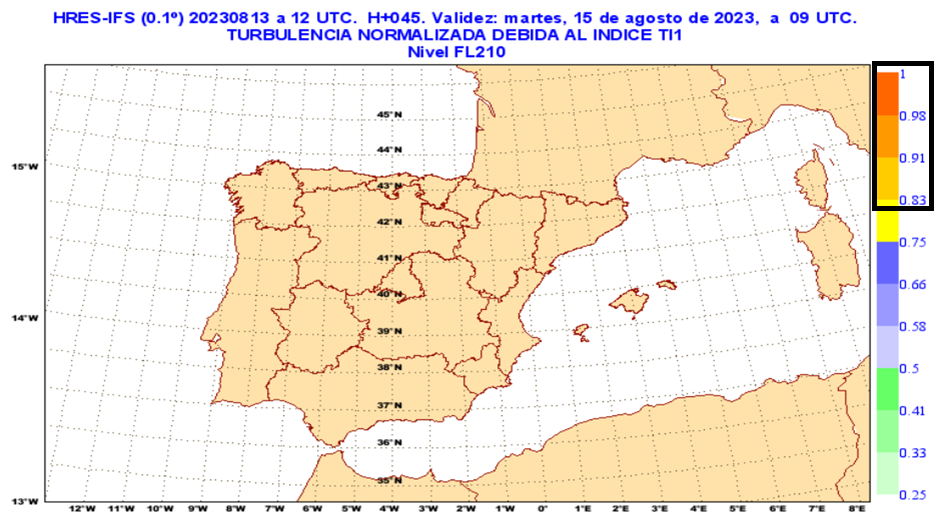 HRES-IFS (0.1º) 20230813 a 12 UTC. H+045. Validez: martes, 15 de agosto de 2023, a 09 UTC.
TURBULENCIA NORMALIZADA DEBIDA AL INDICE TI1
Nivel FL210
1
0.98
0.91
0.83
0.75
0.66
0.58
0.5
0.41
0.33
0.25
45°N
44°N
43°N
42°N
41°N
40°N
39°N
38°N
37°N
36°N
35°N
15°W
14°W
13°W
12°W
11°W
10°W
9°W
8°W
7°W
6°W
5°W
4°W
3°W
2°W
1°W
0°
1°E
2°E
3°E
4°E
5°E
6°E
7°E
8°E